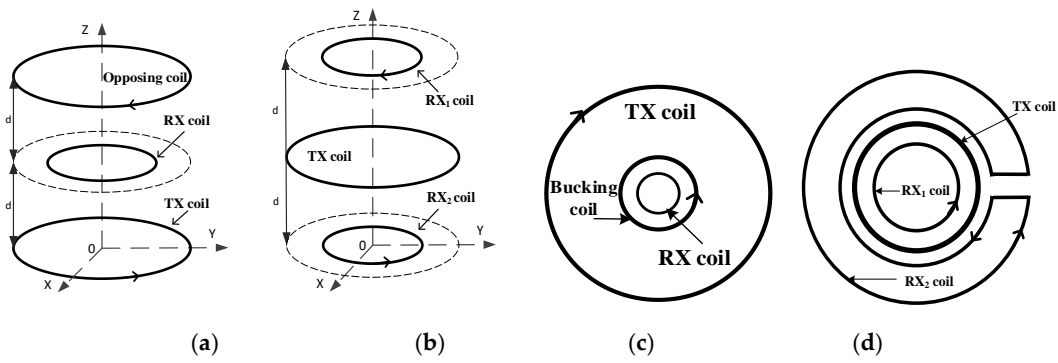 Z
Opposing coil
d
RX coil
d
TX coil
0
Y
X
(a)
Z
RX1 coil
d
TX coil
d
RX2 coil
0
Y
X
(b)
TX coil
Bucking
coil
RX coil
(c)
TX coil
RX1 coil
RX2 coil
(d)